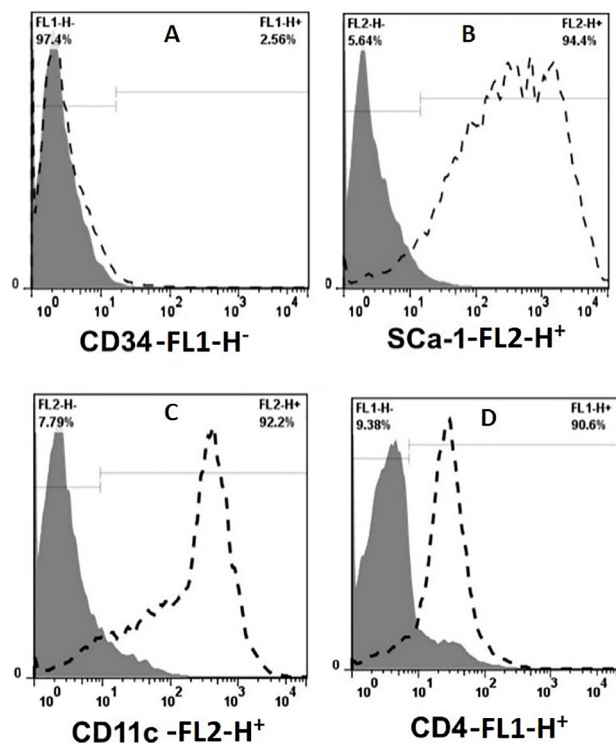 FL1-H- A FL1-H+
97.4% 2.56%
0
10⁰ 10¹ 10² 10³ 10⁴
CD34-FL1-H⁻
FL2-H- B FL2-H+
5.64% 94.4%
0
10⁰ 10¹ 10² 10³ 10⁴
SCa-1-FL2-H⁺
FL2-H- C FL2-H+
7.79% 92.2%
0
10⁰ 10¹ 10² 10³ 10⁴
CD11c -FL2-H⁺
FL1-H- D FL1-H+
9.38% 90.6%
0
10⁰ 10¹ 10² 10³ 10⁴
CD4-FL1-H⁺